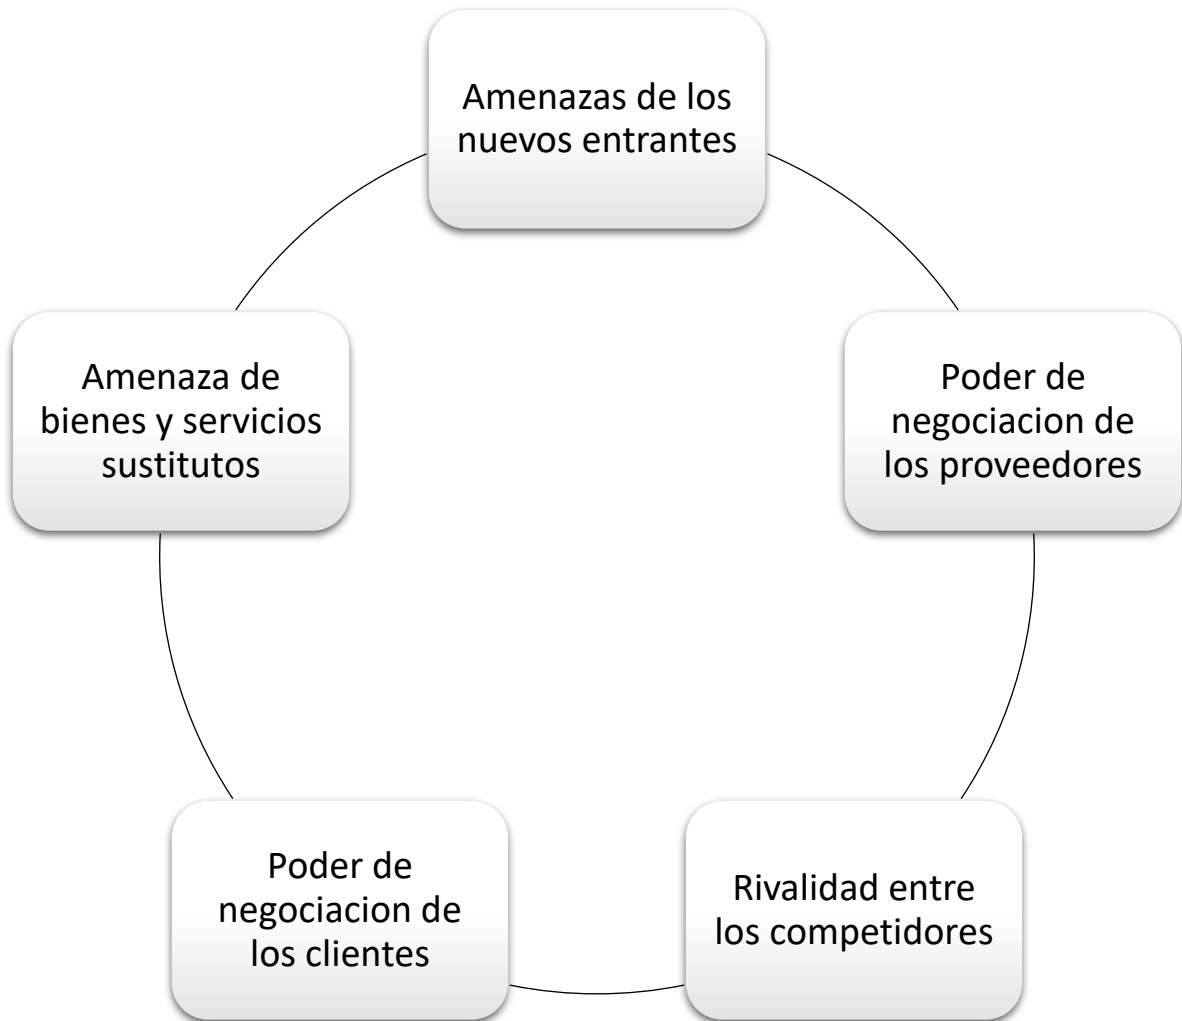 Amenazas de los
nuevos entrantes
Amenaza de
bienes y servicios
sustitutos
Poder de
negociacion de
los proveedores
Poder de
negociacion de
los clientes
Rivalidad entre
los competidores